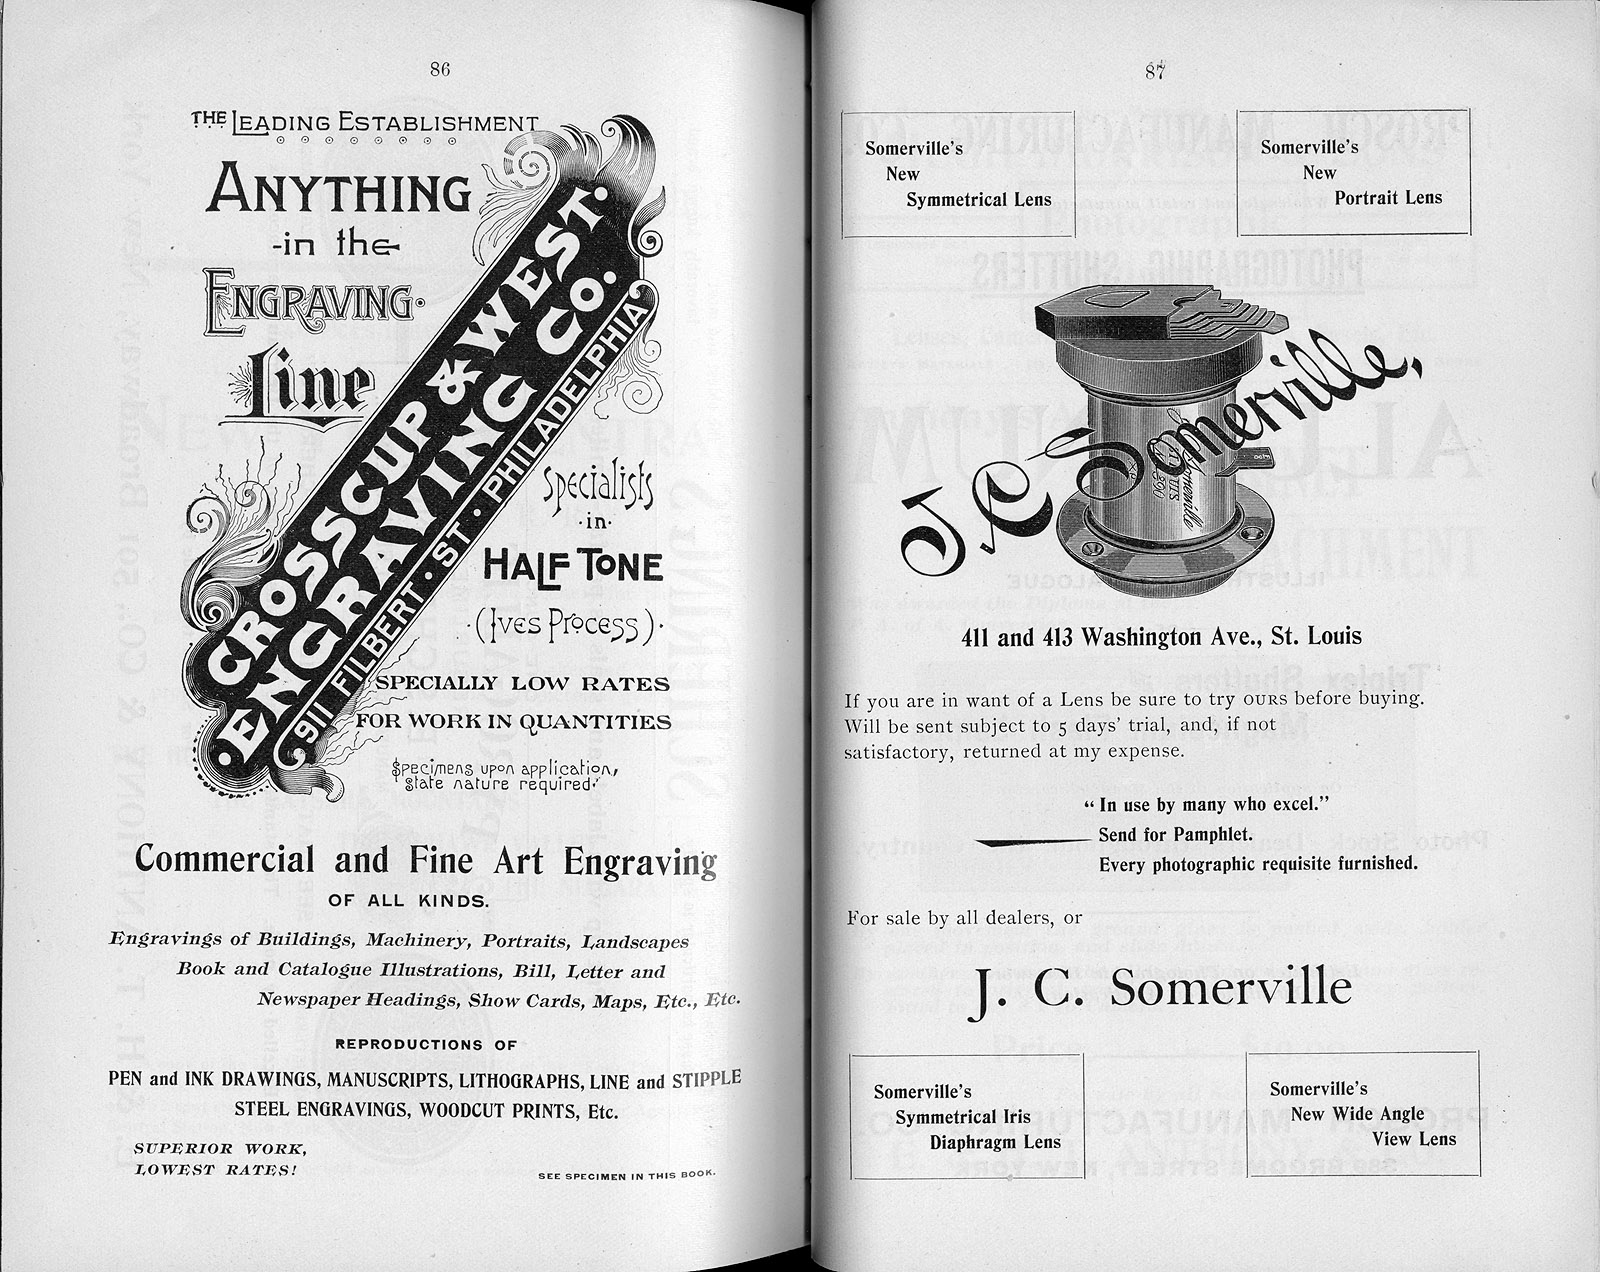 86
THE LEADING ESTABLISHMENT
ANYTHING
-in the-
ENGRAVING
Line
CROSSCUP & WEST.
ENGRAVING CO.
911 FILBERT · ST · PHILADELPHIA
Specialists
·in·
HALF TONE
·(Ives Process)·
SPECIALLY LOW RATES
FOR WORK IN QUANTITIES
Specimens upon application,
State nature required.
Commercial and Fine Art Engraving
OF ALL KINDS.
Engravings of Buildings, Machinery, Portraits, Landscapes
Book and Catalogue Illustrations, Bill, Letter and
Newspaper Headings, Show Cards, Maps, Etc., Etc.
REPRODUCTIONS OF
PEN and INK DRAWINGS, MANUSCRIPTS, LITHOGRAPHS, LINE and STIPPLE
STEEL ENGRAVINGS, WOODCUT PRINTS, Etc.
SUPERIOR WORK,
LOWEST RATES!
SEE SPECIMEN IN THIS BOOK.
87
Somerville's
New
Symmetrical Lens
Somerville's
New
Portrait Lens
J. C. Somerville,
411 and 413 Washington Ave., St. Louis
If you are in want of a Lens be sure to try OURS before buying.
Will be sent subject to 5 days' trial, and, if not
satisfactory, returned at my expense.
“In use by many who excel.”
Send for Pamphlet.
Every photographic requisite furnished.
For sale by all dealers, or
J. C. Somerville
Somerville's
Symmetrical Iris
Diaphragm Lens
Somerville's
New Wide Angle
View Lens